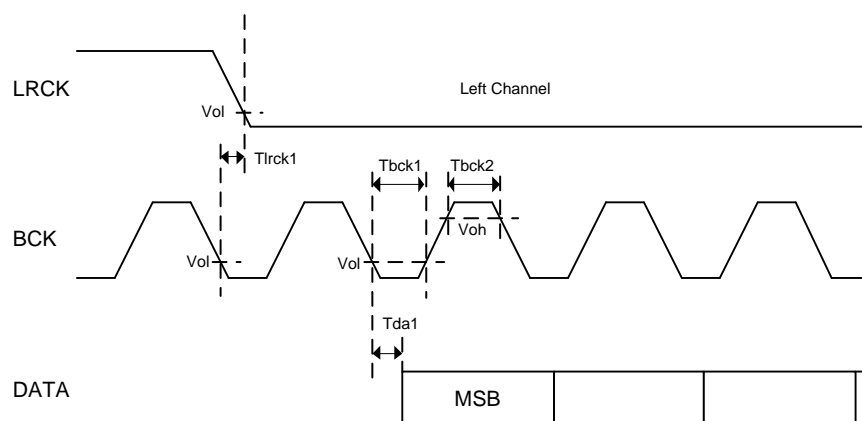 LRCK
Left Channel
Vol
Tlrck1
Tbck1
Tbck2
BCK
Voh
Vol
Vol
Tda1
DATA
MSB